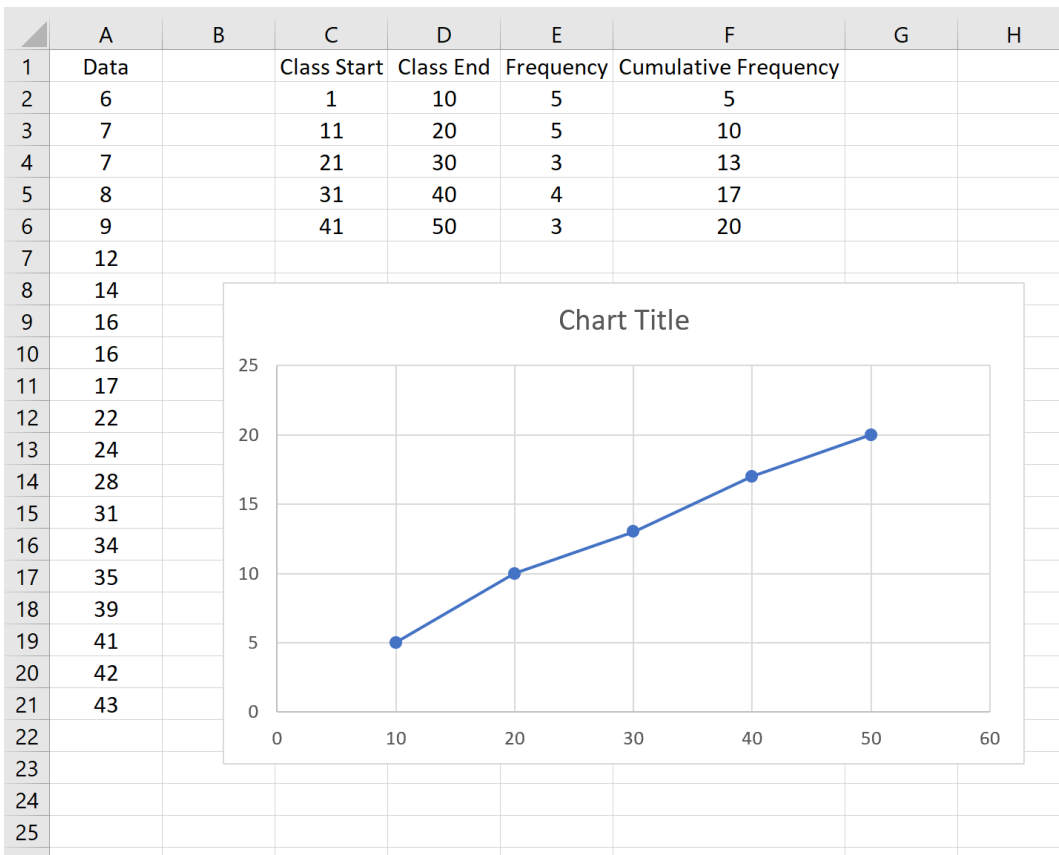 A B C D E F G H
1 Data Class Start Class End Frequency Cumulative Frequency
2 6 1 10 5 5
3 7 11 20 5 10
4 7 21 30 3 13
5 8 31 40 4 17
6 9 41 50 3 20
7 12
8 14
9 16
10 16
11 17
12 22
13 24
14 28
15 31
16 34
17 35
18 39
19 41
20 42
21 43
22
23
24
25
Chart Title
25
20
15
10
5
0
0 10 20 30 40 50 60